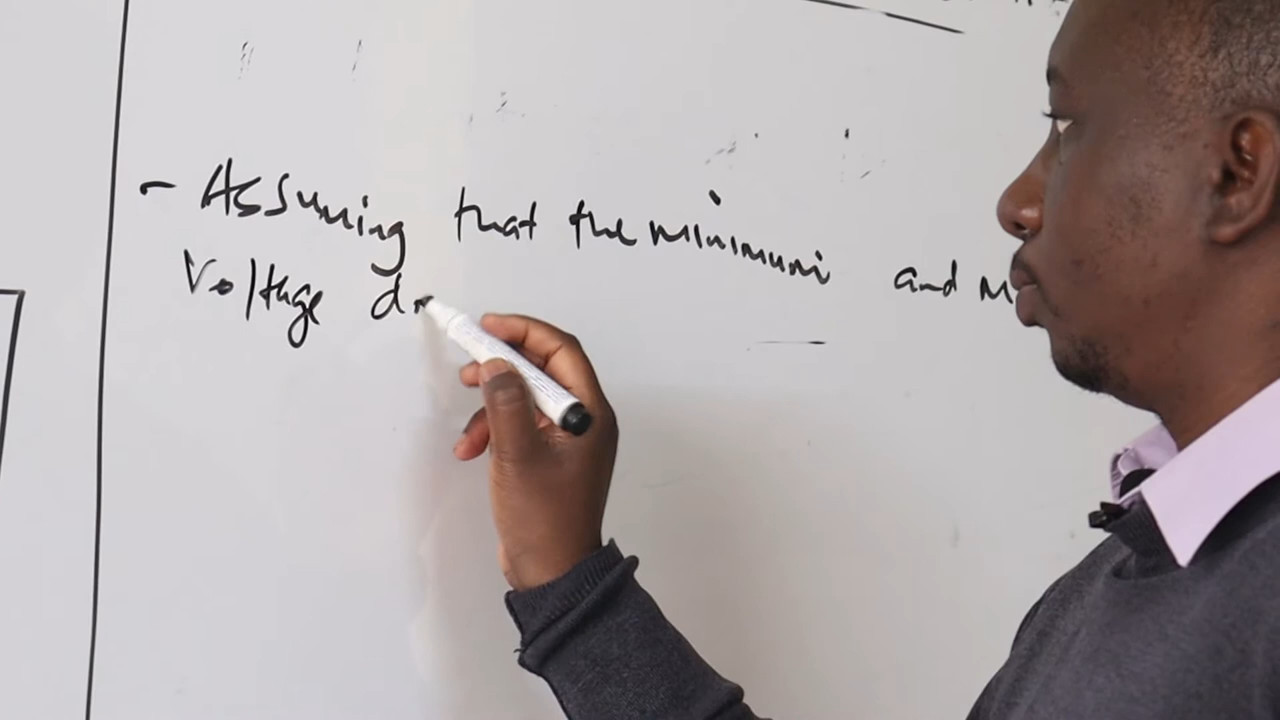 - Assuming that the minimum and M
Voltage dr